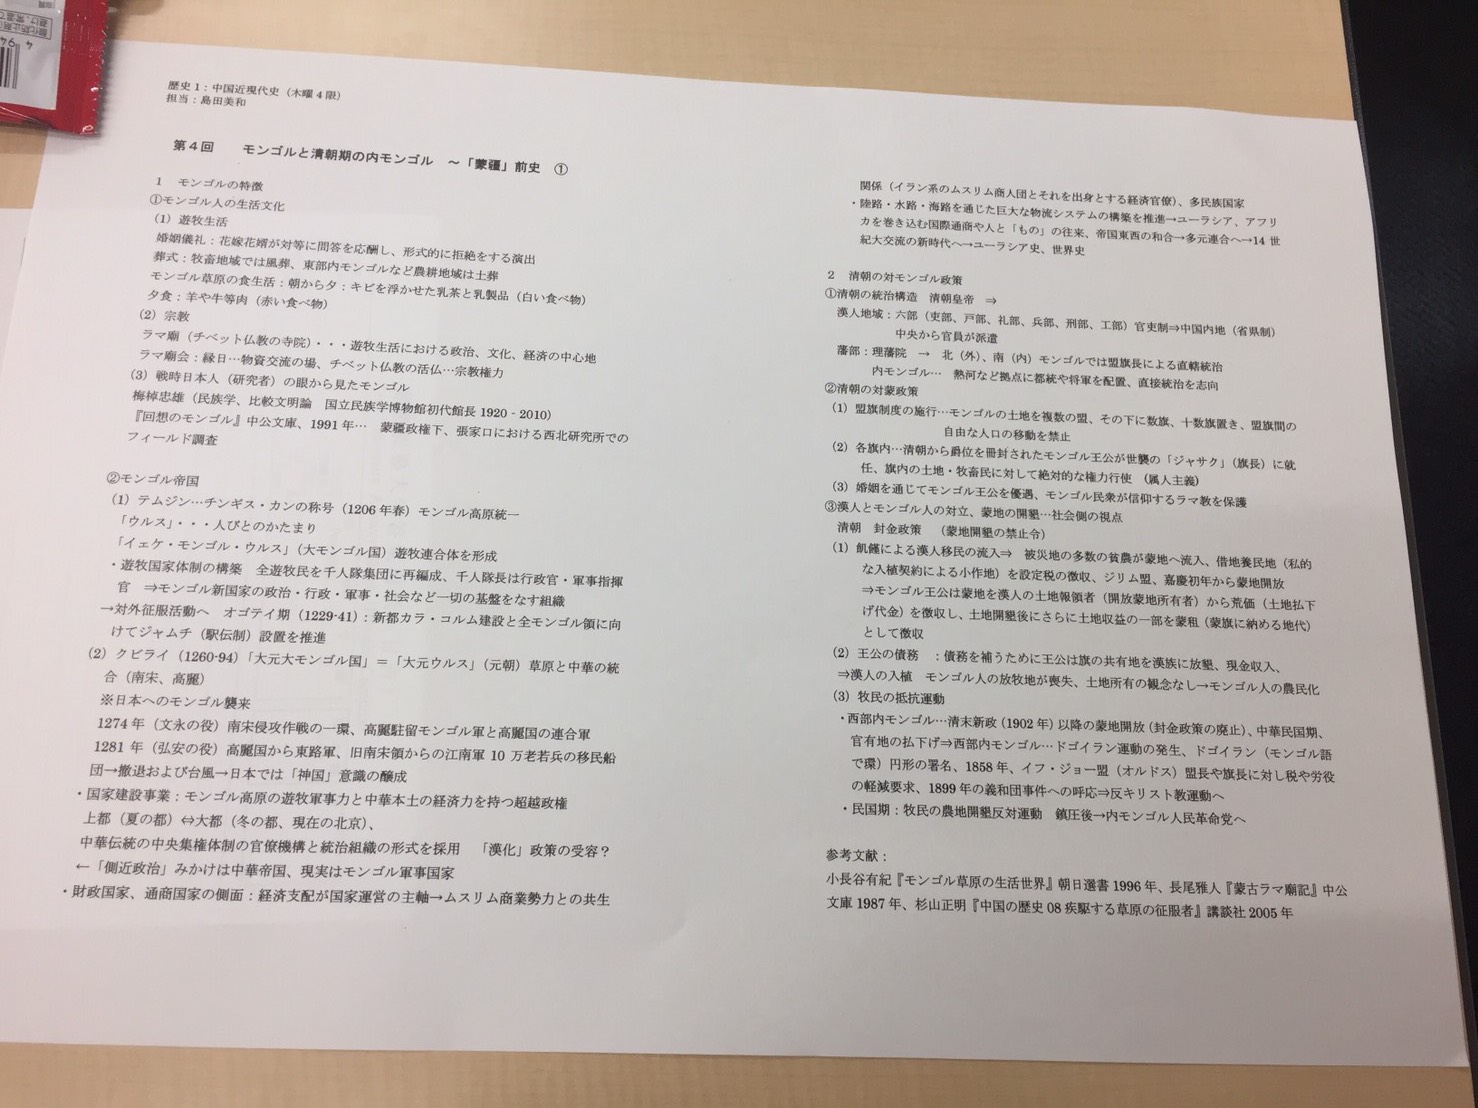 歴史1：中国近現代史（木曜4限）
担当：島田美和
第4回　　モンゴルと清朝期の内モンゴル　～「蒙疆」前史　①
1　モンゴルの特徴
①モンゴル人の生活文化
（1）遊牧生活
婚姻儀礼：花嫁花婿が対等に問答を応酬し、形式的に拒絶をする演出
葬式：牧畜地域では風葬、東部内モンゴルなど農耕地域は土葬
モンゴル草原の食生活：朝から夕：キビを浮かせた乳茶と乳製品（白い食べ物）
夕食：羊や牛等肉（赤い食べ物）
（2）宗教
ラマ廟（チベット仏教の寺院）・・・遊牧生活における政治、文化、経済の中心地
ラマ廟会：縁日…物資交流の場、チベット仏教の活仏…宗教権力
（3）戦時日本人（研究者）の眼から見たモンゴル
梅棹忠雄（民族学、比較文明論　国立民族学博物館初代館長 1920‐2010）
『回想のモンゴル』中公文庫、1991年…　蒙疆政権下、張家口における西北研究所での
フィールド調査
②モンゴル帝国
（1）テムジン…チンギス・カンの称号（1206年春）モンゴル高原統一
「ウルス」・・・人びとのかたまり
「イェケ・モンゴル・ウルス」（大モンゴル国）遊牧連合体を形成
・遊牧国家体制の構築　全遊牧民を千人隊集団に再編成、千人隊長は行政官・軍事指揮
官　⇒モンゴル新国家の政治・行政・軍事・社会など一切の基盤をなす組織
→対外征服活動へ　オゴテイ期（1229-41）：新都カラ・コルム建設と全モンゴル領に向
けてジャムチ（駅伝制）設置を推進
（2）クビライ（1260-94）「大元大モンゴル国」＝「大元ウルス」（元朝）草原と中華の統
合（南宋、高麗）
※日本へのモンゴル襲来
1274年（文永の役）南宋侵攻作戦の一環、高麗駐留モンゴル軍と高麗国の連合軍
1281年（弘安の役）高麗国から東路軍、旧南宋領からの江南軍 10万老若兵の移民船
団→撤退および台風→日本では「神国」意識の醸成
・国家建設事業：モンゴル高原の遊牧軍事力と中華本土の経済力を持つ超越政権
上都（夏の都）⇔大都（冬の都、現在の北京）、
中華伝統の中央集権体制の官僚機構と統治組織の形式を採用　「漢化」政策の受容？
←「側近政治」みかけは中華帝国、現実はモンゴル軍事国家
・財政国家、通商国家の側面：経済支配が国家運営の主軸→ムスリム商業勢力との共生
関係（イラン系のムスリム商人団とそれを出身とする経済官僚）、多民族国家
・陸路・水路・海路を通じた巨大な物流システムの構築を推進→ユーラシア、アフリ
カを巻き込む国際通商や人と「もの」の往来、帝国東西の和合→多元連合へ→14世
紀大交流の新時代へ→ユーラシア史、世界史
2　清朝の対モンゴル政策
①清朝の統治構造　清朝皇帝　⇒
漢人地域：六部（吏部、戸部、礼部、兵部、刑部、工部）官吏制⇒中国内地（省県制）
中央から官員が派遣
藩部：理藩院　→　北（外）、南（内）モンゴルでは盟旗長による直轄統治
内モンゴル…　熱河など拠点に都統や将軍を配置、直接統治を志向
②清朝の対蒙政策
（1）盟旗制度の施行…モンゴルの土地を複数の盟、その下に数旗、十数旗置き、盟旗間の
自由な人口の移動を禁止
（2）各旗内…清朝から爵位を冊封されたモンゴル王公が世襲の「ジャサク」（旗長）に就
任、旗内の土地・牧畜民に対して絶対的な権力行使　（属人主義）
（3）婚姻を通じてモンゴル王公を優遇、モンゴル民衆が信仰するラマ教を保護
③漢人とモンゴル人の対立、蒙地の開墾…社会側の視点
清朝　封金政策　（蒙地開墾の禁止令）
（1）飢饉による漢人移民の流入⇒　被災地の多数の貧農が蒙地へ流入、借地養民地（私的
な入植契約による小作地）を設定税の徴収、ジリム盟、嘉慶初年から蒙地開放
⇒モンゴル王公は蒙地を漢人の土地報領者（開放蒙地所有者）から荒価（土地払下
げ代金）を徴収し、土地開墾後にさらに土地収益の一部を蒙租（蒙旗に納める地代）
として徴収
（2）王公の債務　：債務を補うために王公は旗の共有地を漢族に放墾、現金収入、
⇒漢人の入植　モンゴル人の放牧地が喪失、土地所有の観念なし→モンゴル人の農民化
（3）牧民の抵抗運動
・西部内モンゴル…清末新政（1902年）以降の蒙地開放（封金政策の廃止）、中華民国期、
官有地の払下げ⇒西部内モンゴル…ドゴイラン運動の発生、ドゴイラン（モンゴル語
で環）円形の署名、1858年、イフ・ジョー盟（オルドス）盟長や旗長に対し税や労役
の軽減要求、1899年の義和団事件への呼応⇒反キリスト教運動へ
・民国期：牧民の農地開墾反対運動　鎮圧後→内モンゴル人民革命党へ
参考文献：
小長谷有紀『モンゴル草原の生活世界』朝日選書 1996年、長尾雅人『蒙古ラマ廟記』中公
文庫 1987年、杉山正明『中国の歴史 08 疾駆する草原の征服者』講談社 2005年